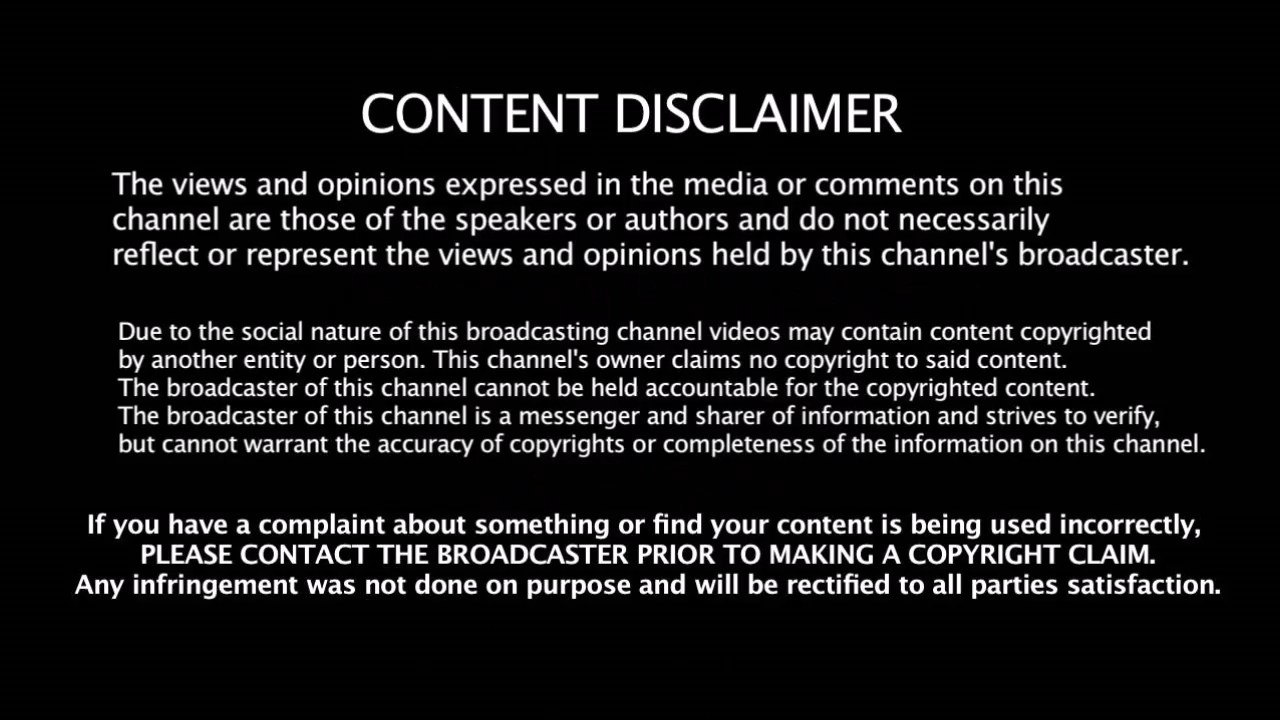 CONTENT DISCLAIMER
The views and opinions expressed in the media or comments on this
channel are those of the speakers or authors and do not necessarily
reflect or represent the views and opinions held by this channel's broadcaster.
Due to the social nature of this broadcasting channel videos may contain content copyrighted
by another entity or person. This channel's owner claims no copyright to said content.
The broadcaster of this channel cannot be held accountable for the copyrighted content.
The broadcaster of this channel is a messenger and sharer of information and strives to verify,
but cannot warrant the accuracy of copyrights or completeness of the information on this channel.
If you have a complaint about something or find your content is being used incorrectly,
PLEASE CONTACT THE BROADCASTER PRIOR TO MAKING A COPYRIGHT CLAIM.
Any infringement was not done on purpose and will be rectified to all parties satisfaction.